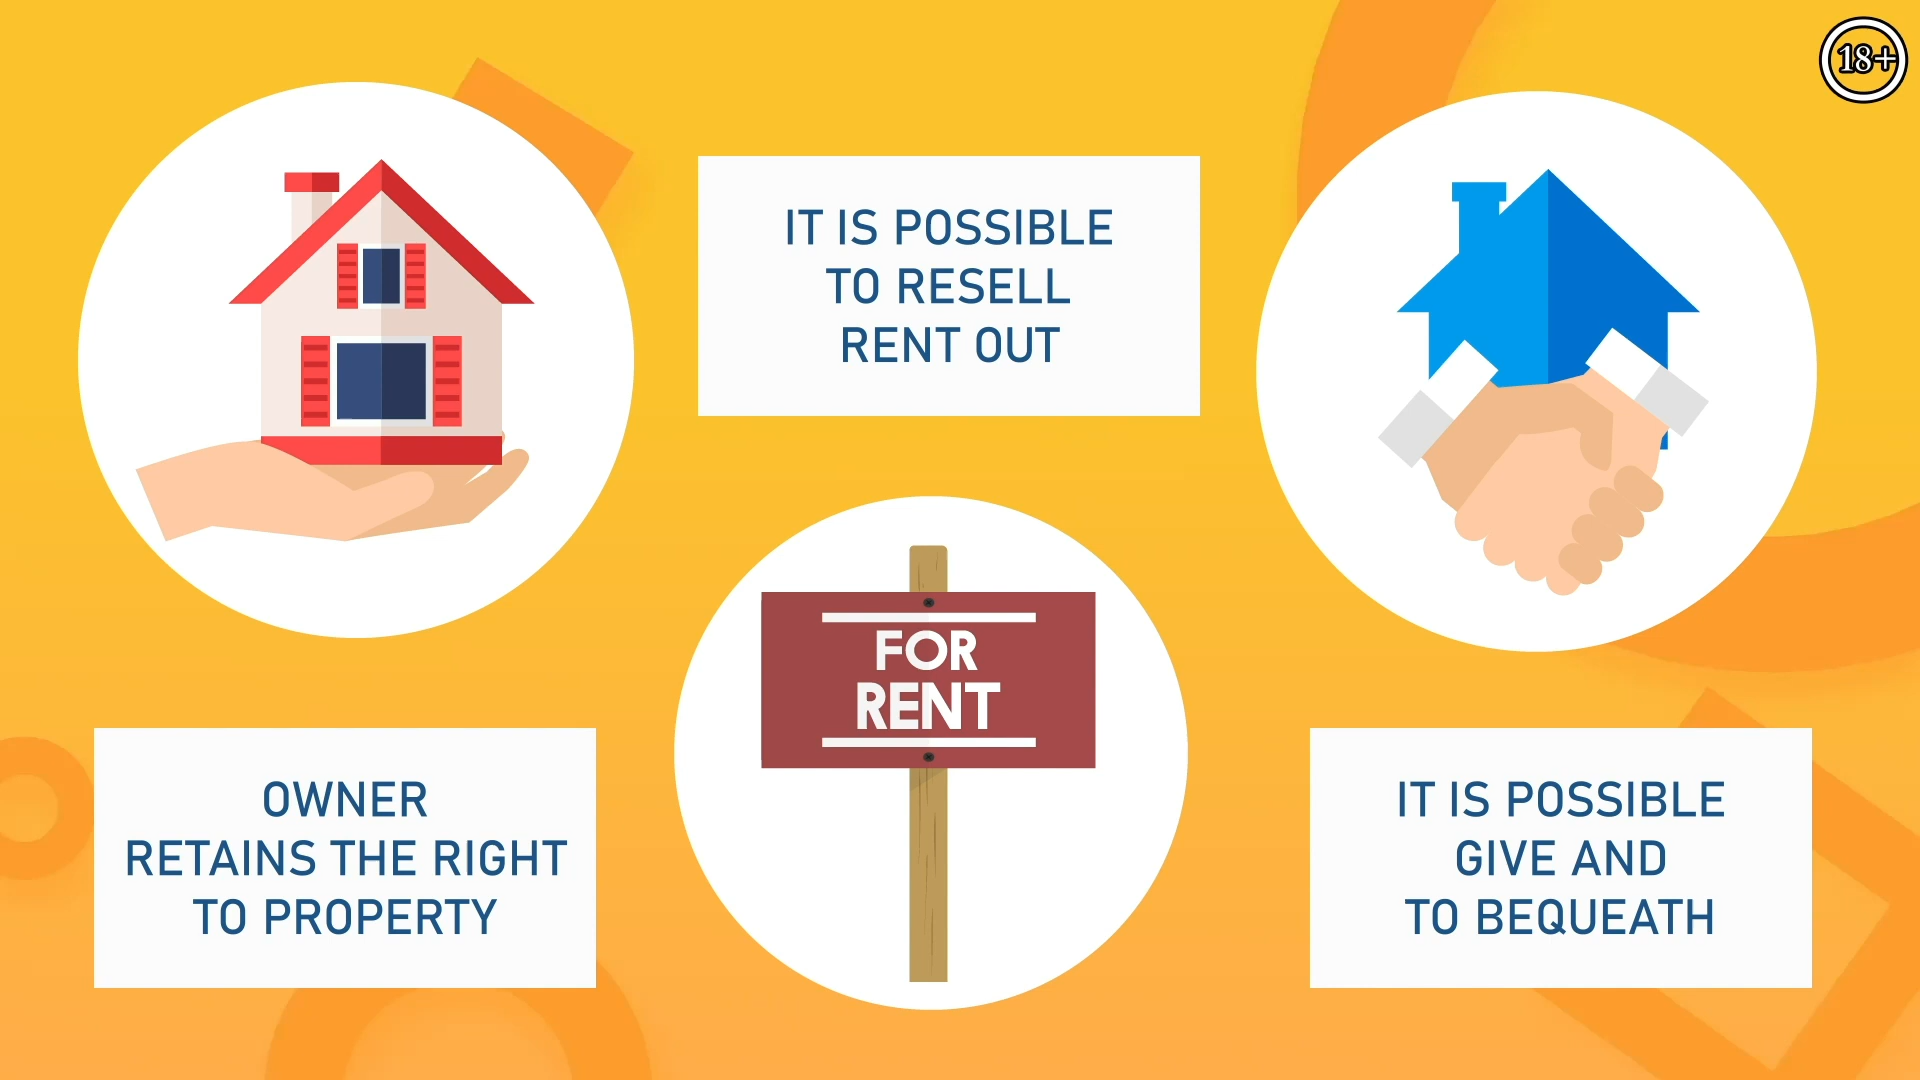 18+
IT IS POSSIBLE
TO RESELL
RENT OUT
FOR
RENT
OWNER
RETAINS THE RIGHT
TO PROPERTY
IT IS POSSIBLE
GIVE AND
TO BEQUEATH